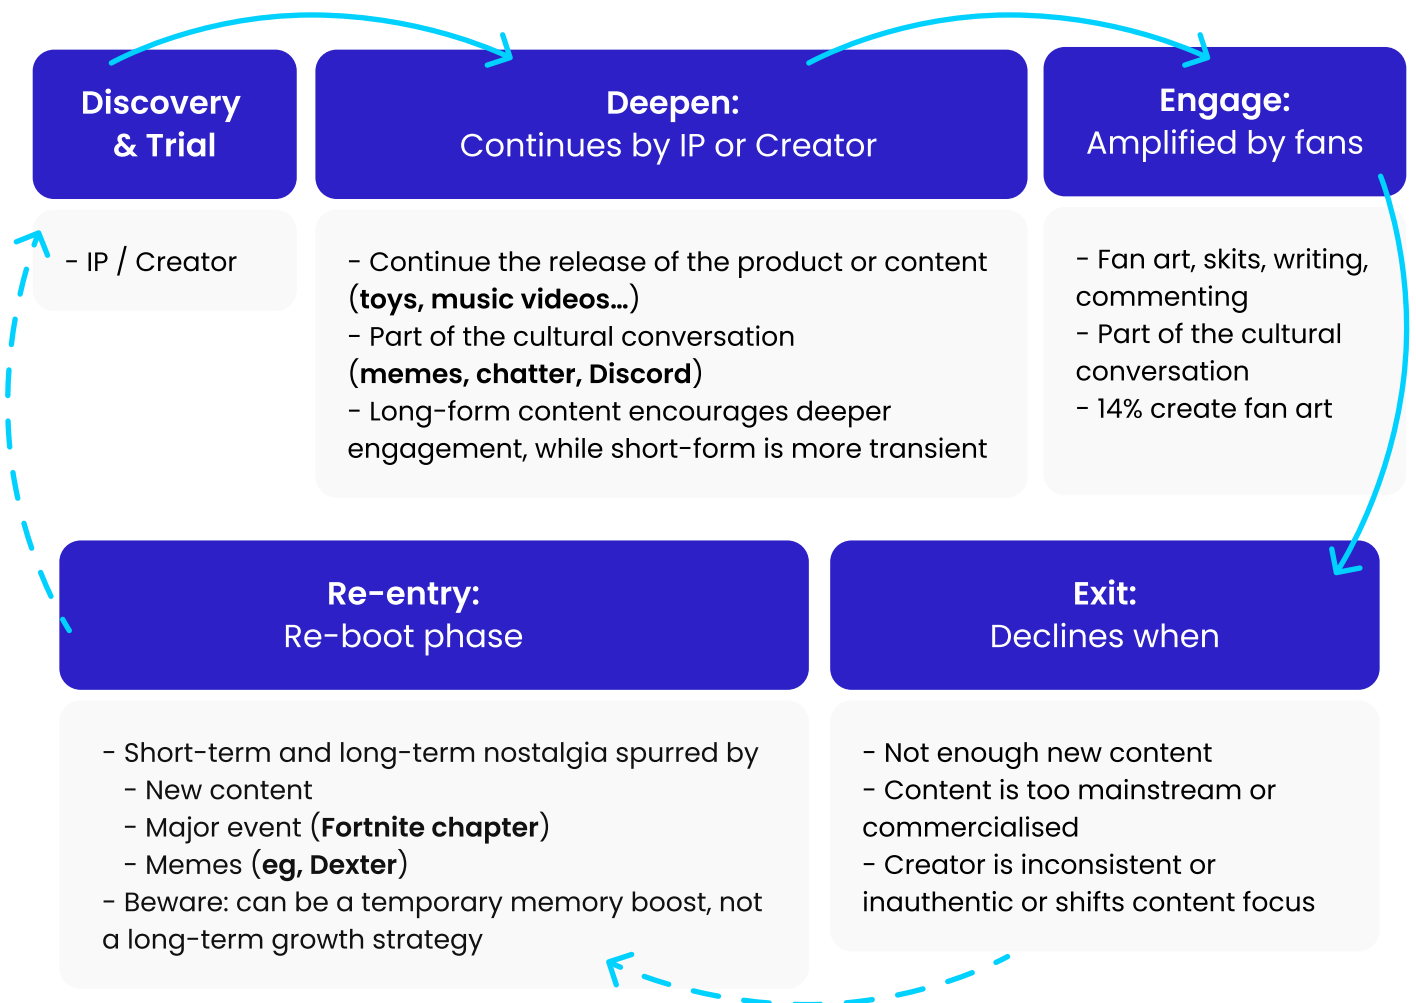 Discovery
& Trial
- IP / Creator
Deepen:
Continues by IP or Creator
- Continue the release of the product or content
(toys, music videos...)
- Part of the cultural conversation
(memes, chatter, Discord)
- Long-form content encourages deeper
engagement, while short-form is more transient
Engage:
Amplified by fans
- Fan art, skits, writing,
commenting
- Part of the cultural
conversation
- 14% create fan art
Re-entry:
Re-boot phase
- Short-term and long-term nostalgia spurred by
- New content
- Major event (Fortnite chapter)
- Memes (eg, Dexter)
- Beware: can be a temporary memory boost, not
a long-term growth strategy
Exit:
Declines when
- Not enough new content
- Content is too mainstream or
commercialised
- Creator is inconsistent or
inauthentic or shifts content focus